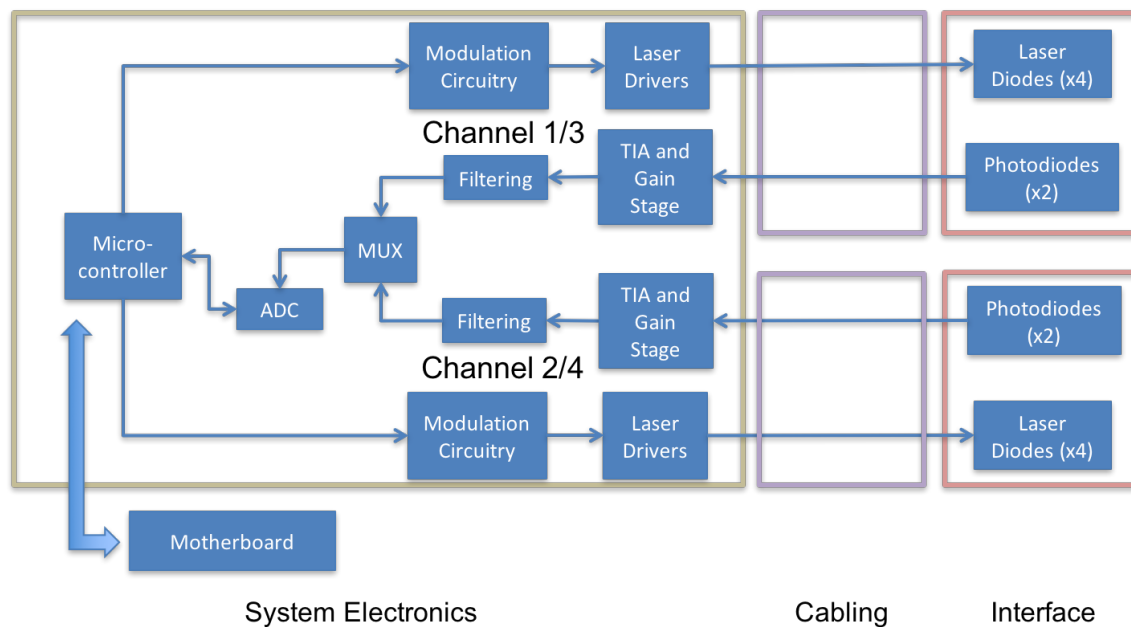 Modulation
Circuitry
Laser
Drivers
Laser
Diodes (x4)
Channel 1/3
Filtering
TIA and
Gain
Stage
Photodiodes
(x2)
Micro-
controller
MUX
ADC
Filtering
TIA and
Gain
Stage
Photodiodes
(x2)
Channel 2/4
Modulation
Circuitry
Laser
Drivers
Laser
Diodes (x4)
Motherboard
System Electronics
Cabling
Interface